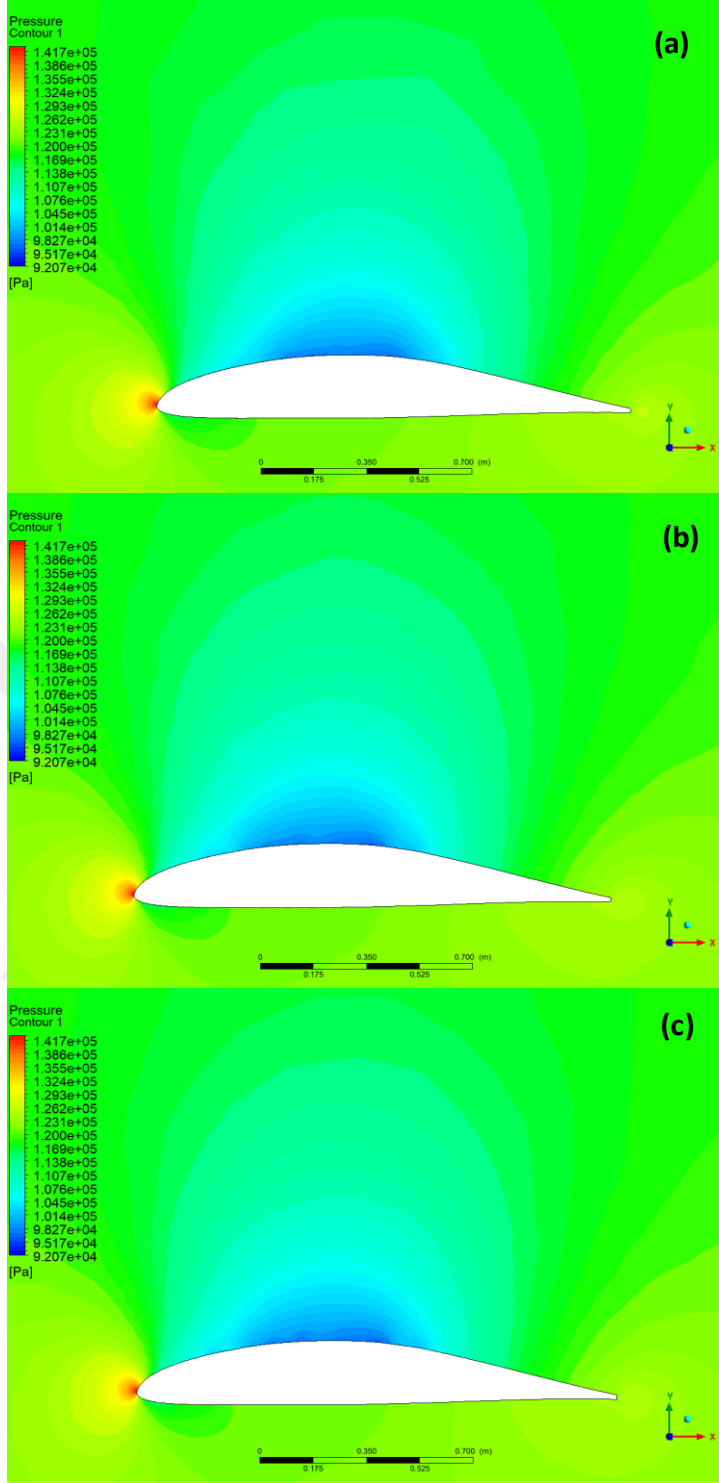 Pressure
Contour 1
(a)
1.417e+05
1.386e+05
1.355e+05
1.324e+05
1.293e+05
1.262e+05
1.231e+05
1.200e+05
1.169e+05
1.138e+05
1.107e+05
1.076e+05
1.045e+05
1.014e+05
9.827e+04
9.517e+04
9.207e+04
[Pa]
Y
X
0 0.350 0.700 (m)
0.175 0.525
Pressure
Contour 1
(b)
1.417e+05
1.386e+05
1.355e+05
1.324e+05
1.293e+05
1.262e+05
1.231e+05
1.200e+05
1.169e+05
1.138e+05
1.107e+05
1.076e+05
1.045e+05
1.014e+05
9.827e+04
9.517e+04
9.207e+04
[Pa]
Y
X
0 0.350 0.700 (m)
0.175 0.525
Pressure
Contour 1
(c)
1.417e+05
1.386e+05
1.355e+05
1.324e+05
1.293e+05
1.262e+05
1.231e+05
1.200e+05
1.169e+05
1.138e+05
1.107e+05
1.076e+05
1.045e+05
1.014e+05
9.827e+04
9.517e+04
9.207e+04
[Pa]
Y
X
0 0.350 0.700 (m)
0.175 0.525